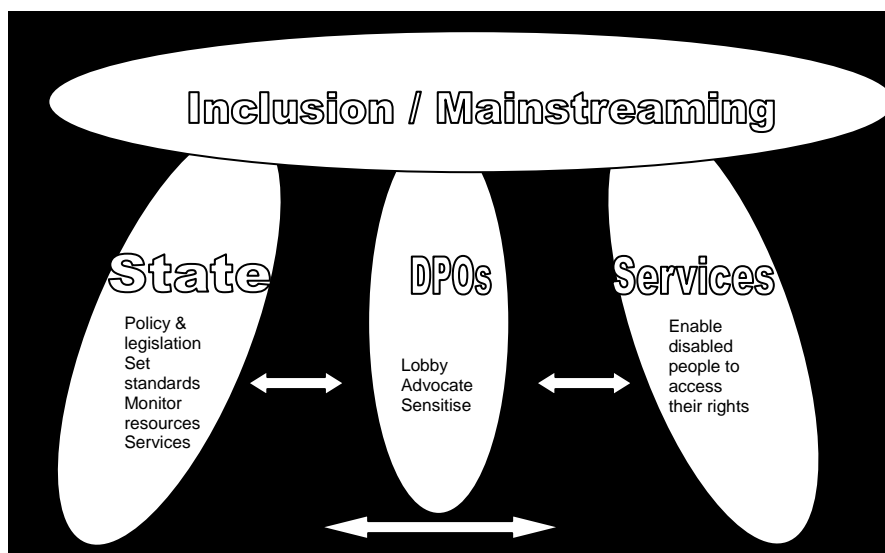 Inclusion / Mainstreaming
State
Policy &
legislation
Set
standards
Monitor
resources
Services
DPOs
Lobby
Advocate
Sensitise
Services
Enable
disabled
people to
access
their rights